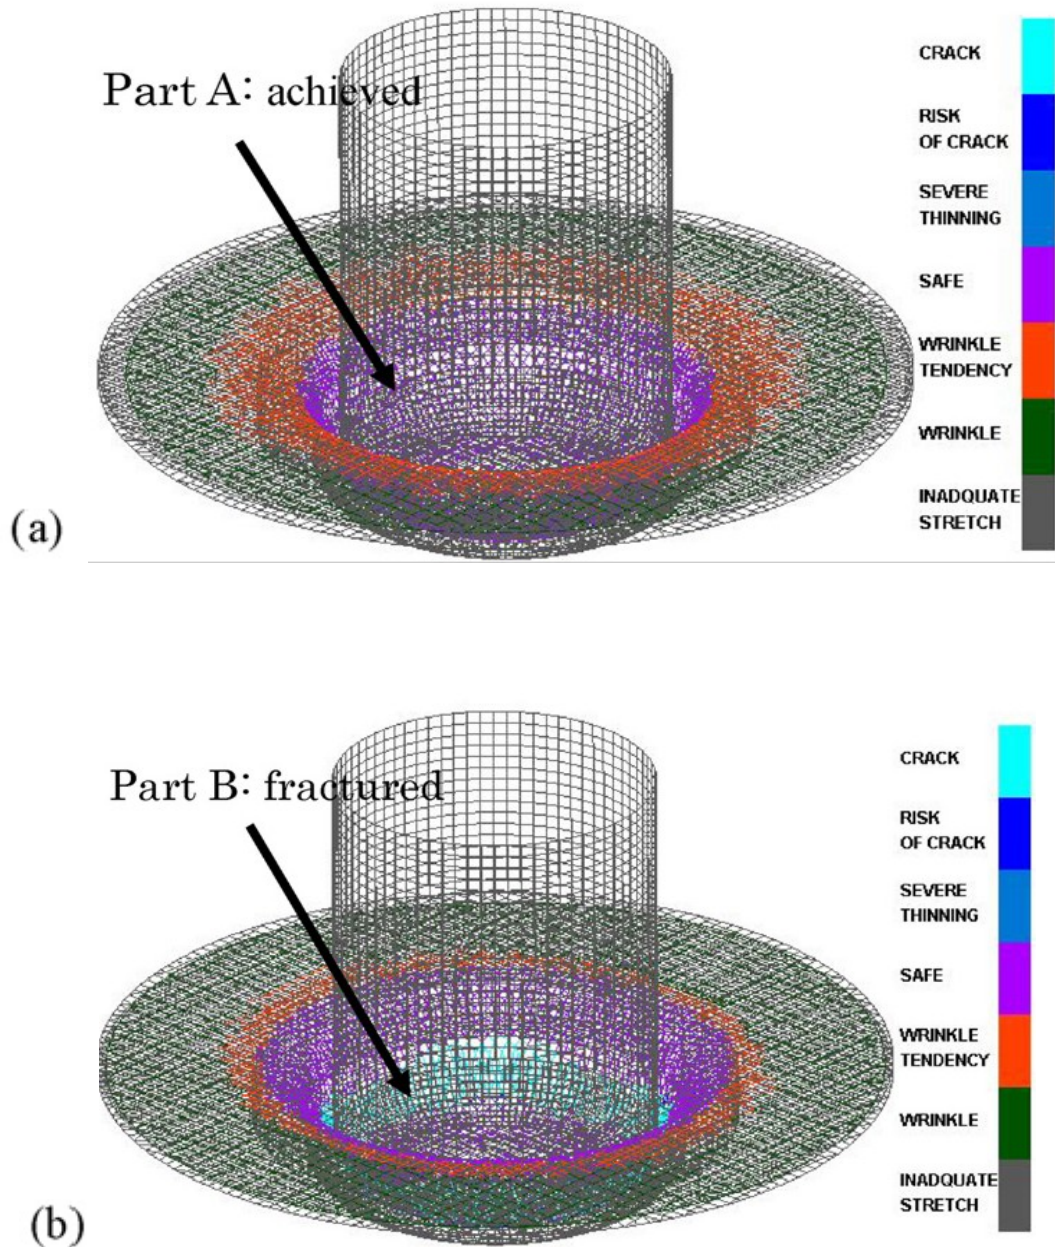 Part A: achieved
CRACK
RISK
OF CRACK
SEVERE
THINNING
SAFE
WRINKLE
TENDENCY
WRINKLE
INADQUATE
STRETCH
(a)
Part B: fractured
CRACK
RISK
OF CRACK
SEVERE
THINNING
SAFE
WRINKLE
TENDENCY
WRINKLE
INADQUATE
STRETCH
(b)